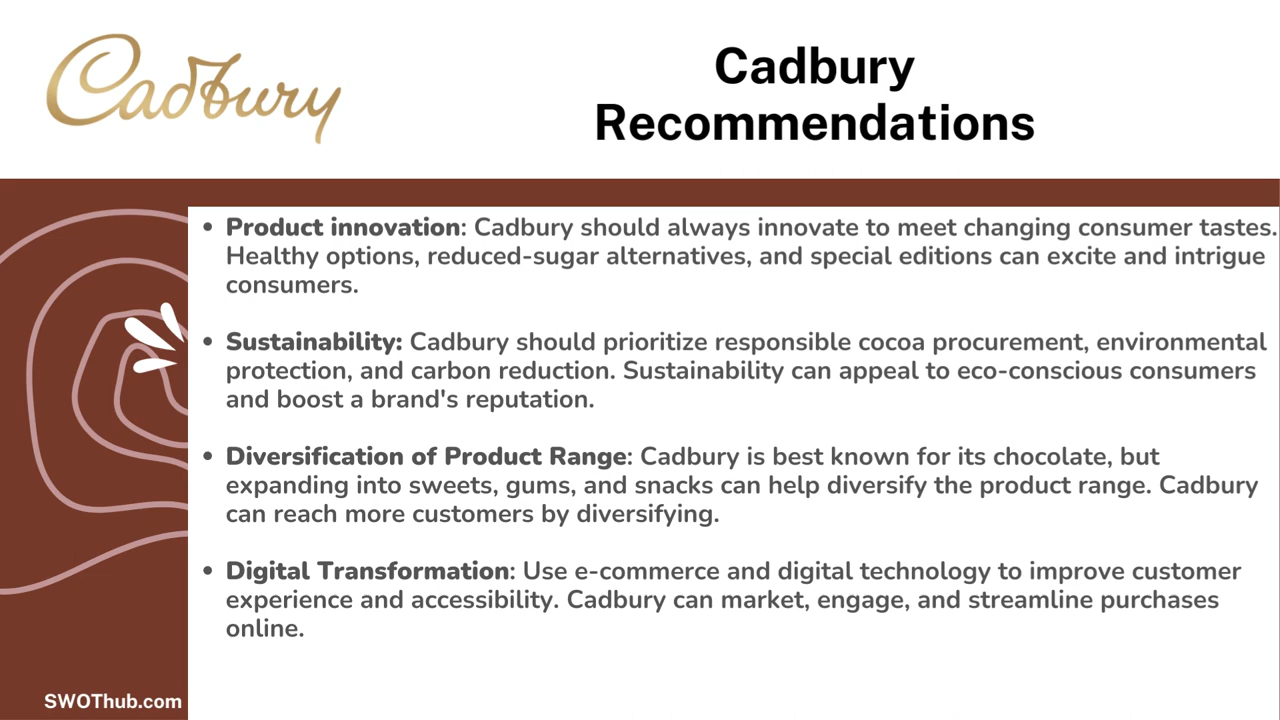 Cadbury
Cadbury
Recommendations
• Product innovation: Cadbury should always innovate to meet changing consumer tastes.
Healthy options, reduced-sugar alternatives, and special editions can excite and intrigue
consumers.
• Sustainability: Cadbury should prioritize responsible cocoa procurement, environmental
protection, and carbon reduction. Sustainability can appeal to eco-conscious consumers
and boost a brand's reputation.
• Diversification of Product Range: Cadbury is best known for its chocolate, but
expanding into sweets, gums, and snacks can help diversify the product range. Cadbury
can reach more customers by diversifying.
• Digital Transformation: Use e-commerce and digital technology to improve customer
experience and accessibility. Cadbury can market, engage, and streamline purchases
online.
SWOThub.com